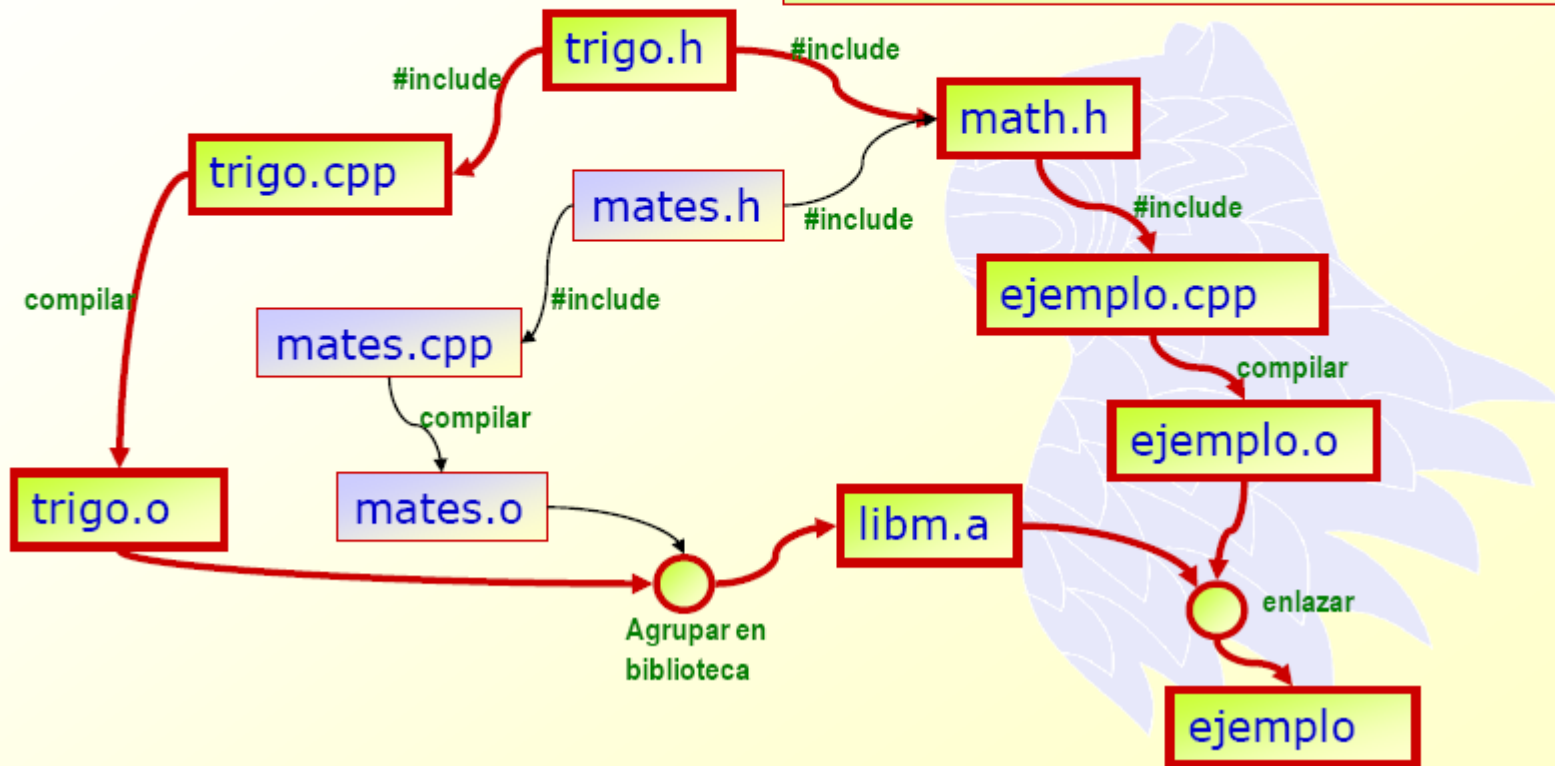 trigo.h
#include
#include
math.h
trigo.cpp
mates.h
#include
#include
ejemplo.cpp
compilar
#include
mates.cpp
compilar
compilar
ejemplo.o
trigo.o
mates.o
libm.a
enlazar
Agrupar en
biblioteca
ejemplo